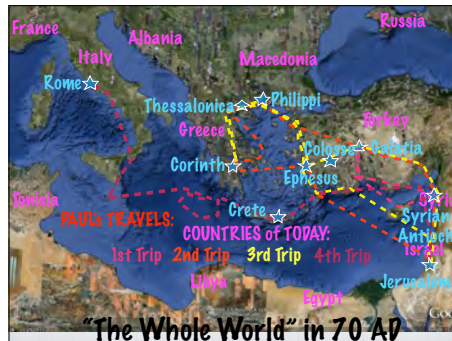 France
Russia
Albania
Italy
Macedonia
Rome
Philippi
Thessalonica
Turkey
Greece
Colosse
Galatia
Corinth
Ephesus
Tunisia
Syria
Crete
Syrian
PAUL's TRAVELS:
Antioch
COUNTRIES of TODAY:
Israel
1st Trip 2nd Trip 3rd Trip 4th Trip
Libya
Jerusalem
Egypt
Goo
"The Whole World" in 70 AD